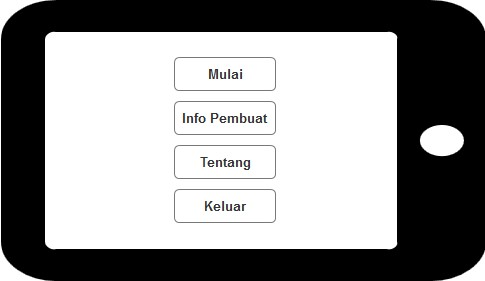 Mulai
Info Pembuat
Tentang
Keluar